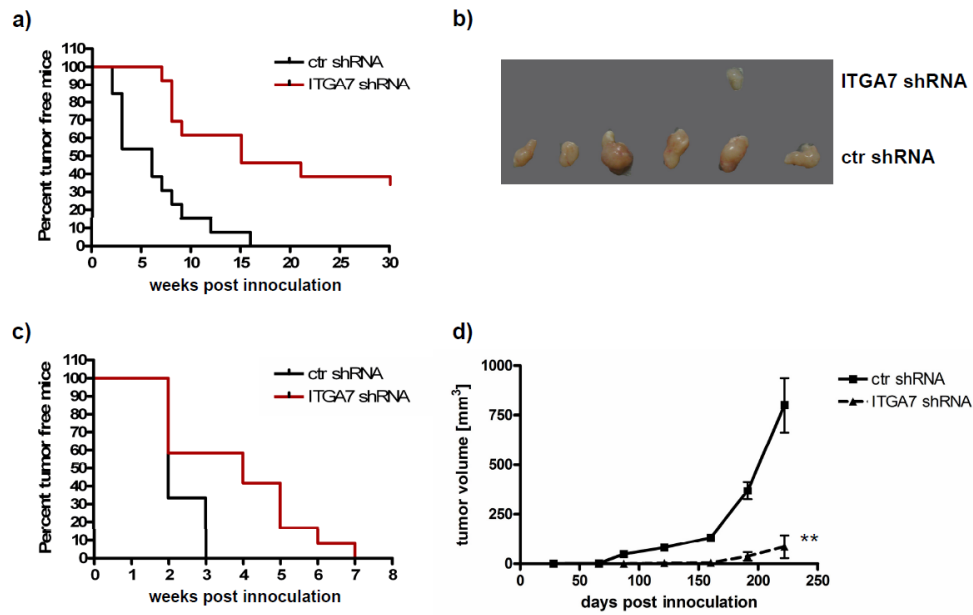 a)
Percent tumor free mice
110
100
90
80
70
60
50
40
30
20
10
0
0 5 10 15 20 25 30
weeks post innoculation
ctr shRNA
ITGA7 shRNA
b)
ITGA7 shRNA
ctr shRNA
c)
Percent tumor free mice
110
100
90
80
70
60
50
40
30
20
10
0
0 1 2 3 4 5 6 7 8
weeks post innoculation
ctr shRNA
ITGA7 shRNA
d)
tumor volume [mm³]
1000
750
500
250
0
0 50 100 150 200 250
days post innoculation
ctr shRNA
ITGA7 shRNA
**